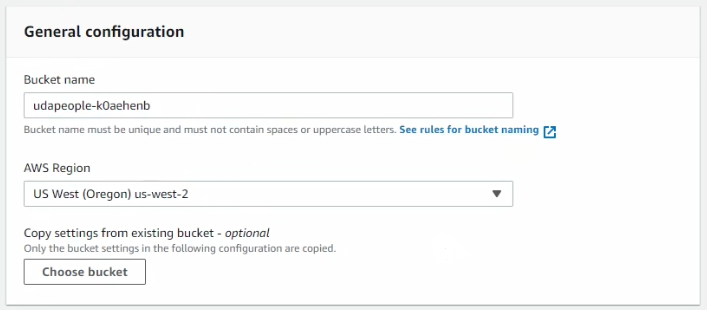 General configuration
Bucket name
udapeople-k0aehenb
Bucket name must be unique and must not contain spaces or uppercase letters. See rules for bucket naming
AWS Region
US West (Oregon) us-west-2
Copy settings from existing bucket - optional
Only the bucket settings in the following configuration are copied.
Choose bucket